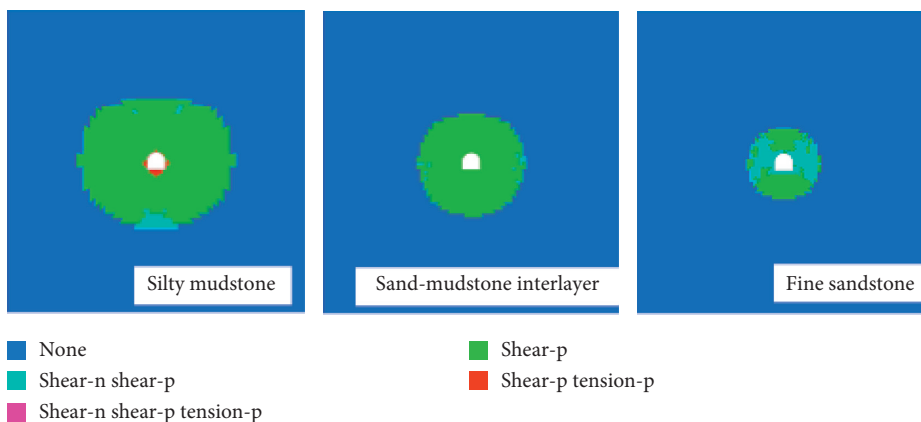 Silty mudstone
Sand-mudstone interlayer
Fine sandstone
None
Shear-n shear-p
Shear-n shear-p tension-p
Shear-p
Shear-p tension-p